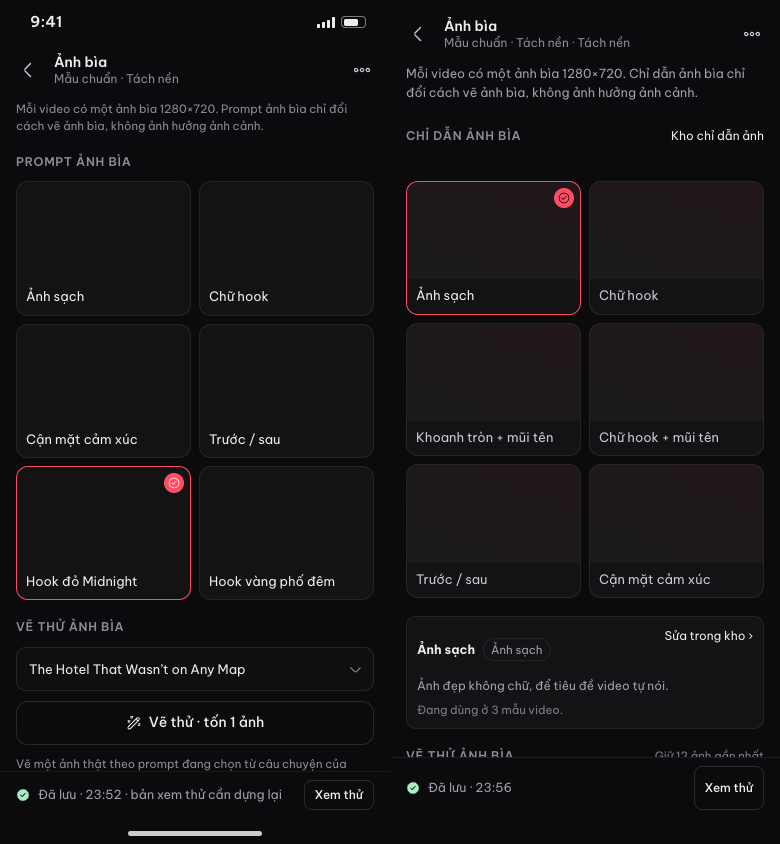 9:41
Ảnh bìa
Mẫu chuẩn · Tách nền
Mỗi video có một ảnh bìa 1280×720. Prompt ảnh bìa chỉ đổi
cách vẽ ảnh bìa, không ảnh hưởng ảnh cảnh.
PROMPT ẢNH BÌA
Ảnh sạch
Chữ hook
Cận mặt cảm xúc
Trước / sau
Hook đỏ Midnight
Hook vàng phố đêm
VẼ THỬ ẢNH BÌA
The Hotel That Wasn't on Any Map
Vẽ thử · tốn 1 ảnh
Vẽ một ảnh thật theo prompt đang chọn từ câu chuyện của
Đã lưu · 23:52 · bản xem thử cần dựng lại
Xem thử
Ảnh bìa
Mẫu chuẩn · Tách nền · Tách nền
Mỗi video có một ảnh bìa 1280×720. Chỉ dẫn ảnh bìa chỉ
đổi cách vẽ ảnh bìa, không ảnh hưởng ảnh cảnh.
CHỈ DẪN ẢNH BÌA
Kho chỉ dẫn ảnh
Ảnh sạch
Chữ hook
Khoanh tròn + mũi tên
Chữ hook + mũi tên
Trước / sau
Cận mặt cảm xúc
Sửa trong kho ›
Ảnh sạch
Ảnh sạch
Ảnh đẹp không chữ, để tiêu đề video tự nói.
Đang dùng ở 3 mẫu video.
VẼ THỬ ẢNH BÌA
Giữ 12 ảnh gần nhất
Đã lưu · 23:56
Xem thử